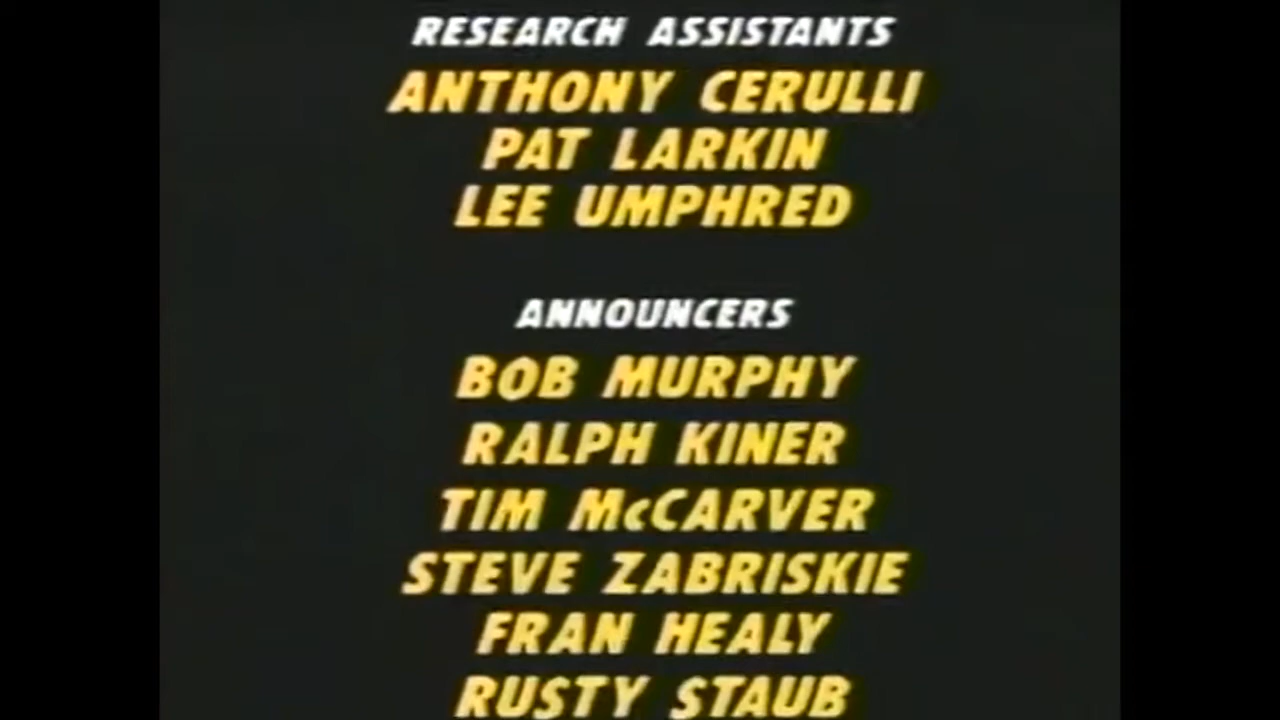 RESEARCH ASSISTANTS
ANTHONY CERULLI
PAT LARKIN
LEE UMPHRED
ANNOUNCERS
BOB MURPHY
RALPH KINER
TIM McCARVER
STEVE ZABRISKIE
FRAN HEALY
RUSTY STAUB